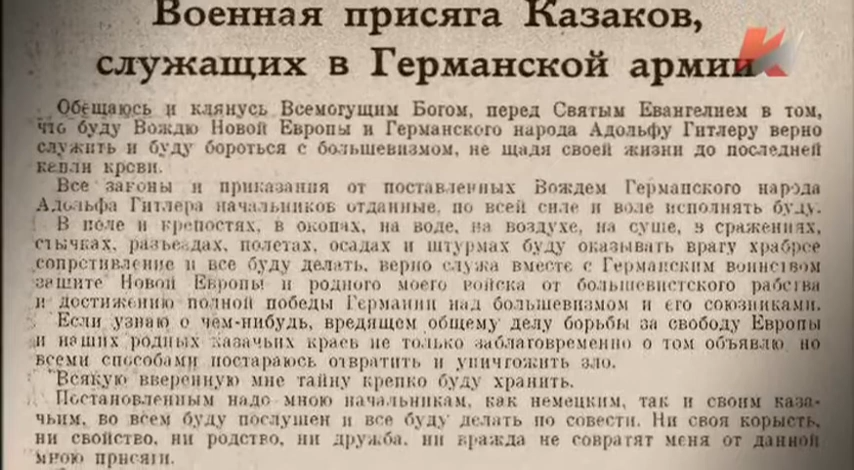 Военная присяга Казаков,
служащих в Германской армии
Обещаюсь и клянусь Всемогущим Богом, перед Святым Евангелием в том,
что буду Вождю Новой Европы и Германского народа Адольфу Гитлеру верно
служить и буду бороться с большевизмом, не щадя своей жизни до последней
капли крови.
Все законы и приказания от поставленных Вождем Германского народа
Адольфа Гитлера начальников отданные, по всей силе и воле исполнять буду.
В поле и крепостях, в окопах, на воде, на воздухе, на суше, в сражениях,
стычках, разъездах, полетах, осадах и штурмах буду оказывать врагу храброе
сопротивление и все буду делать, верно служа вместе с Германским воинством
защите Новой Европы и родного моего войска от большевистского рабства
и достижению полной победы Германии над большевизмом и его союзниками.
Если узнаю о чем-нибудь, вредящем общему делу борьбы за свободу Европы
и наших родных казачьих краев не только заблаговременно о том объявлю, но
всеми способами постараюсь отвратить и уничтожить зло.
Всякую вверенную мне тайну крепко буду хранить.
Постановленным надо мною начальникам, как немецким, так и своим каза-
чьим, во всем буду послушен и все буду делать по совести. Ни своя корысть,
ни свойство, ни родство, ни дружба, ни вражда не совратят меня от данной
мною присяги.